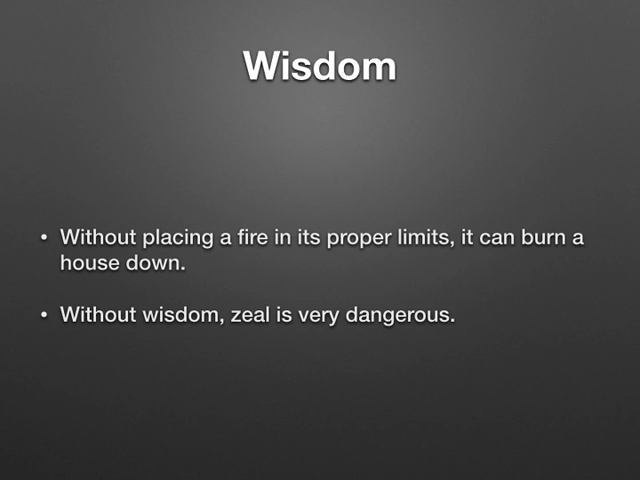 Wisdom
• Without placing a fire in its proper limits, it can burn a
house down.
• Without wisdom, zeal is very dangerous.